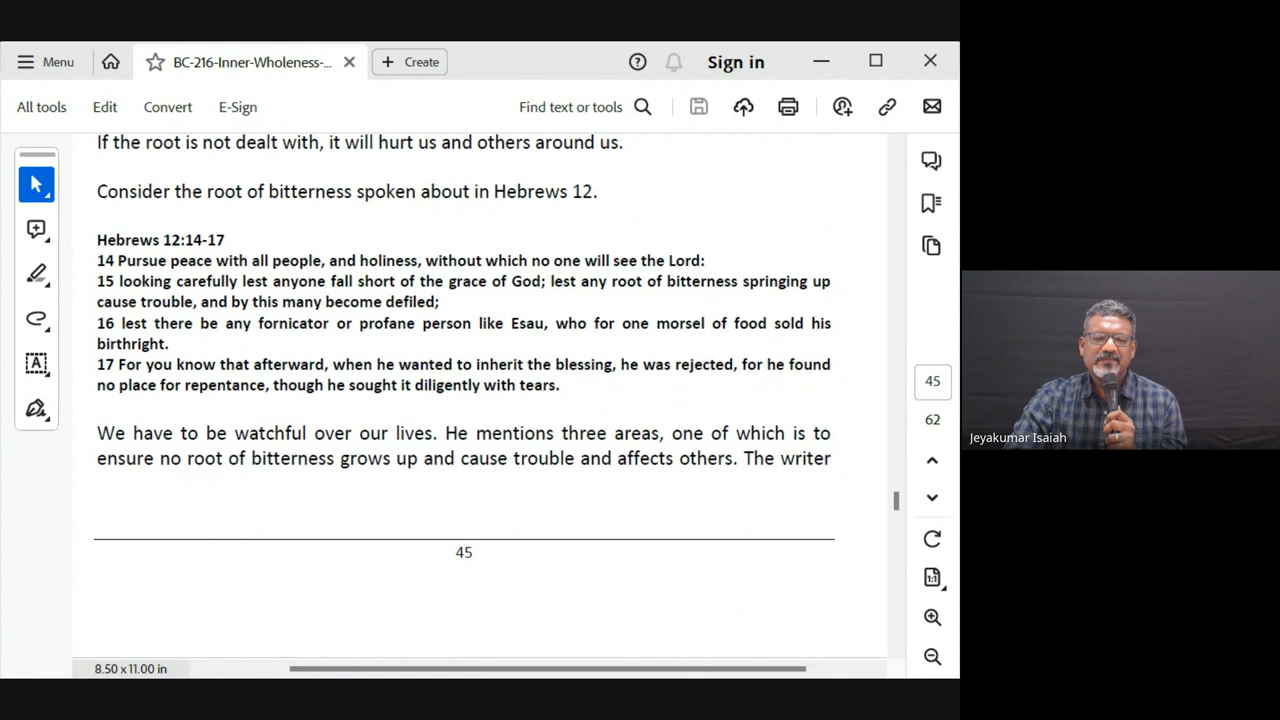 Menu
BC-216-Inner-Wholeness-...
Create
Sign in
All tools
Edit
Convert
E-Sign
Find text or tools
If the root is not dealt with, it will hurt us and others around us.
Consider the root of bitterness spoken about in Hebrews 12.
Hebrews 12:14-17
14 Pursue peace with all people, and holiness, without which no one will see the Lord:
15 looking carefully lest anyone fall short of the grace of God; lest any root of bitterness springing up
cause trouble, and by this many become defiled;
16 lest there be any fornicator or profane person like Esau, who for one morsel of food sold his
birthright.
17 For you know that afterward, when he wanted to inherit the blessing, he was rejected, for he found
no place for repentance, though he sought it diligently with tears.
We have to be watchful over our lives. He mentions three areas, one of which is to
ensure no root of bitterness grows up and cause trouble and affects others. The writer
45
8.50 x 11.00 in
45
62
1:1
Jeyakumar Isaiah